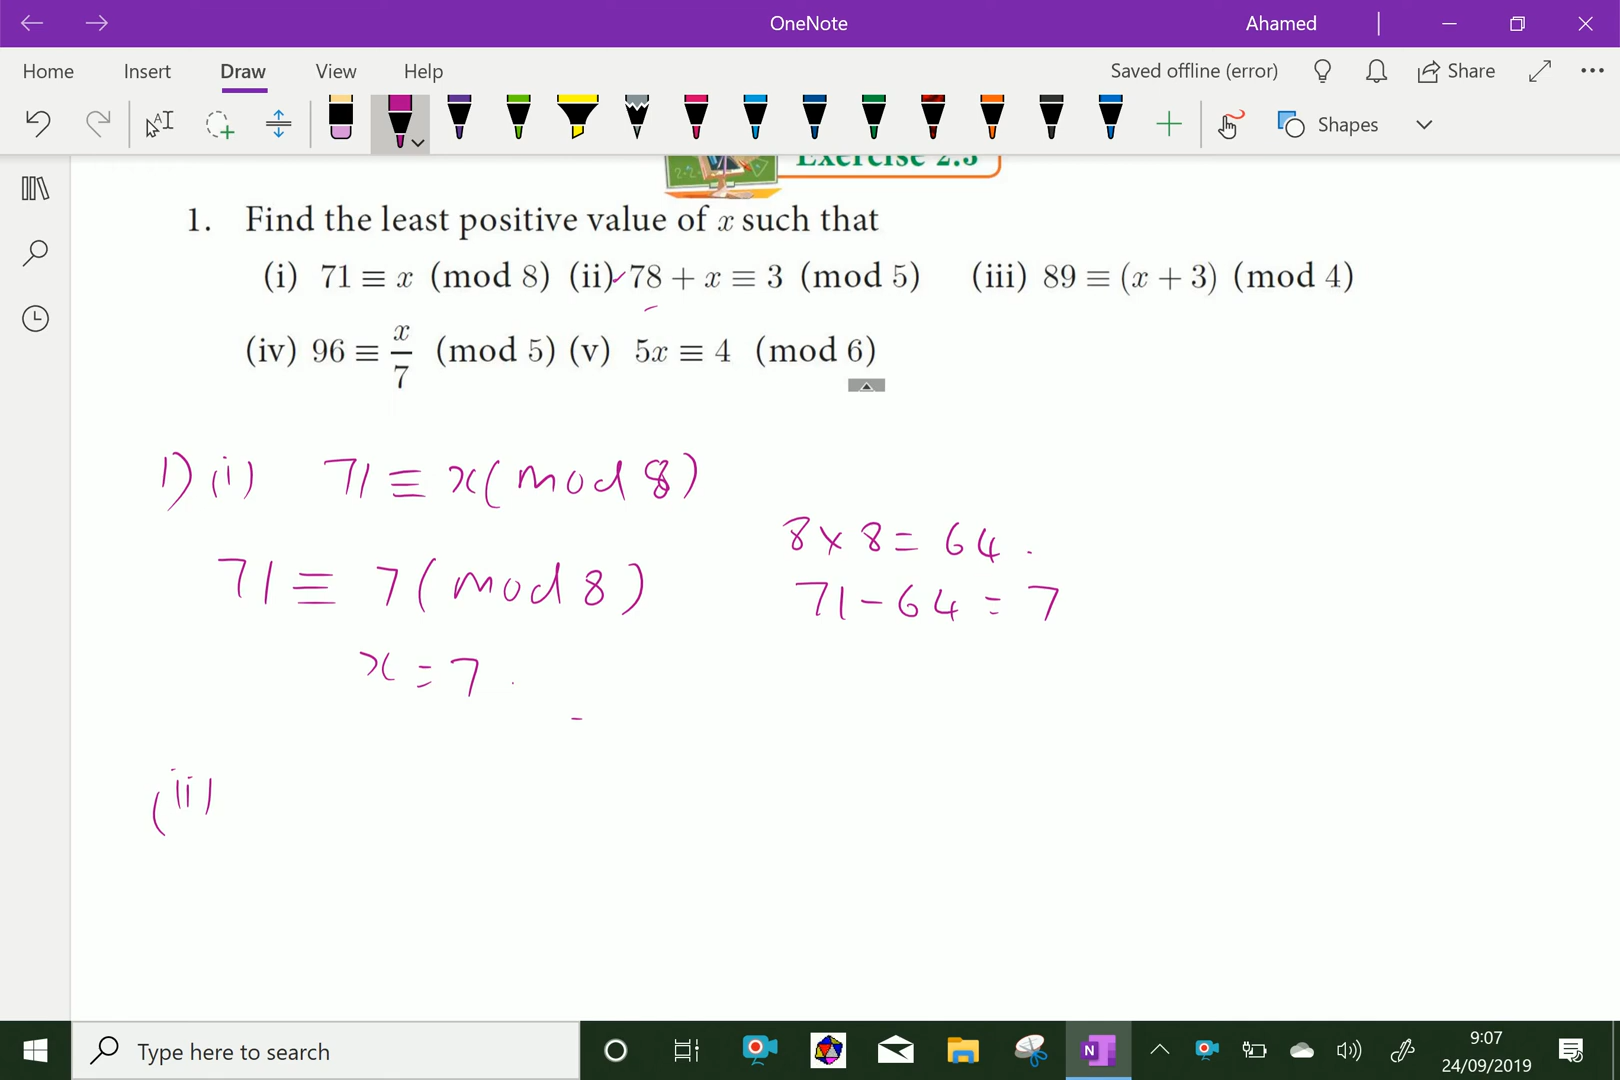 OneNote
Ahamed
Home Insert Draw View Help
Saved offline (error) Share
Shapes
Exercise 2.3
1. Find the least positive value of x such that
(i) 71 ≡ x (mod 8) (ii) 78 + x ≡ 3 (mod 5) (iii) 89 ≡ (x + 3) (mod 4)
(iv) 96 ≡ x/7 (mod 5) (v) 5x ≡ 4 (mod 6)
1) (i) 71 ≡ x (mod 8)
8 × 8 = 64 .
71 ≡ 7 (mod 8)
71 − 64 = 7
x = 7 .
(ii)
Type here to search
9:07
24/09/2019